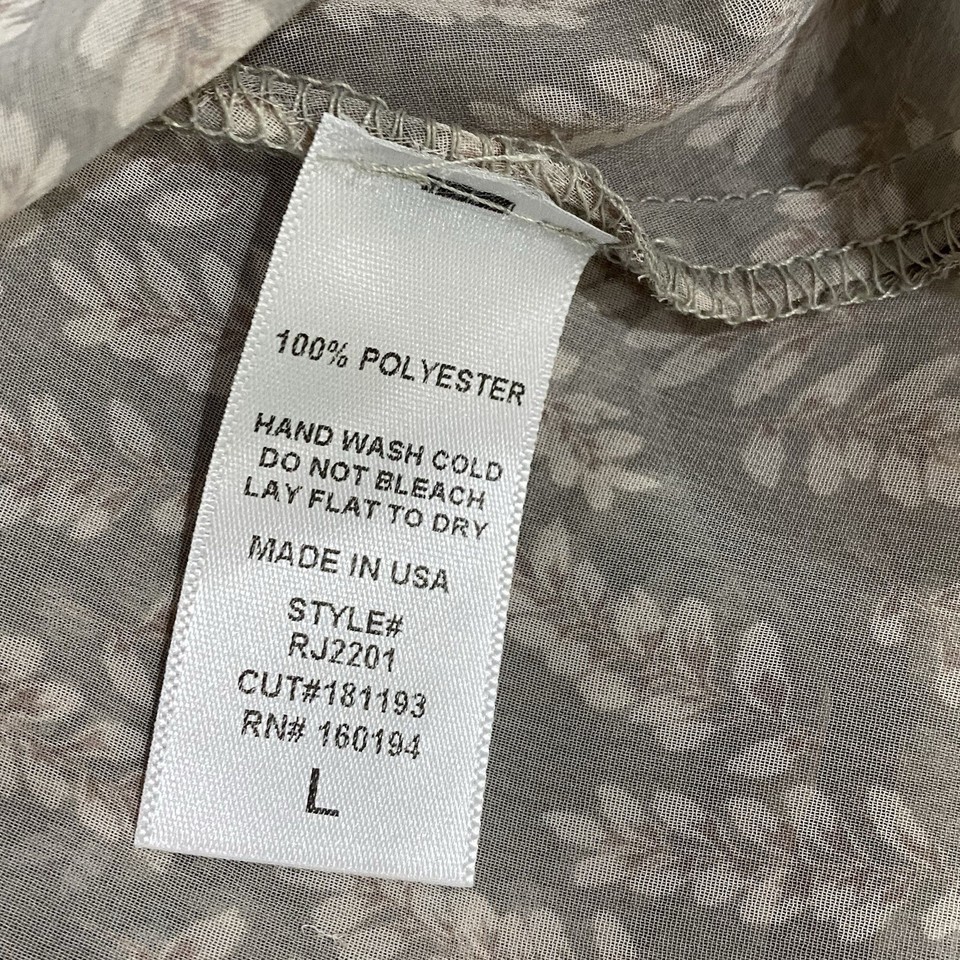 100% POLYESTER
HAND WASH COLD
DO NOT BLEACH
LAY FLAT TO DRY
MADE IN USA
STYLE#
RJ2201
CUT#181193
RN# 160194
L